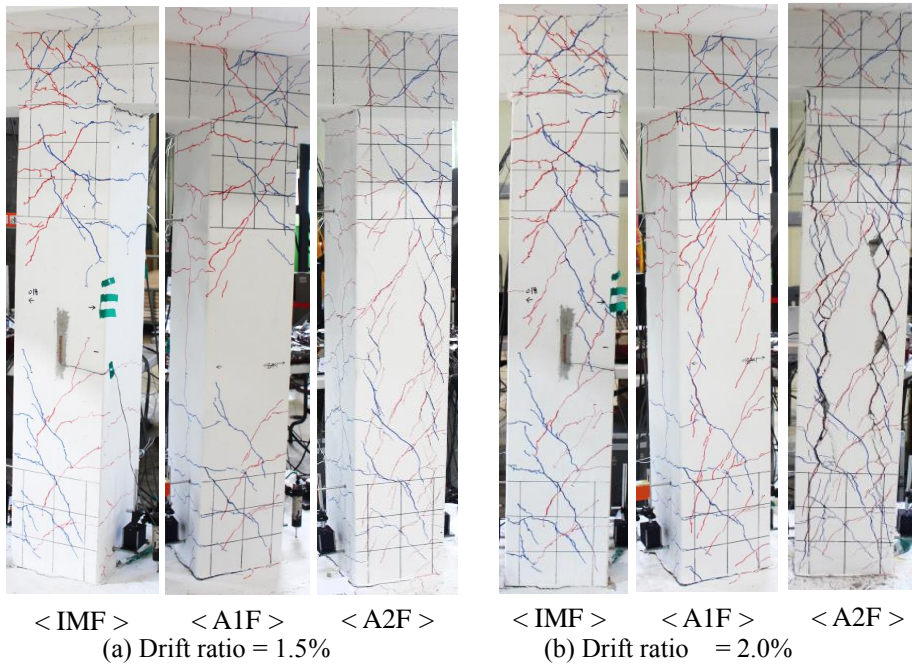 < IMF >
< A1F >
< A2F >
< IMF >
< A1F >
< A2F >
(a) Drift ratio = 1.5%
(b) Drift ratio = 2.0%